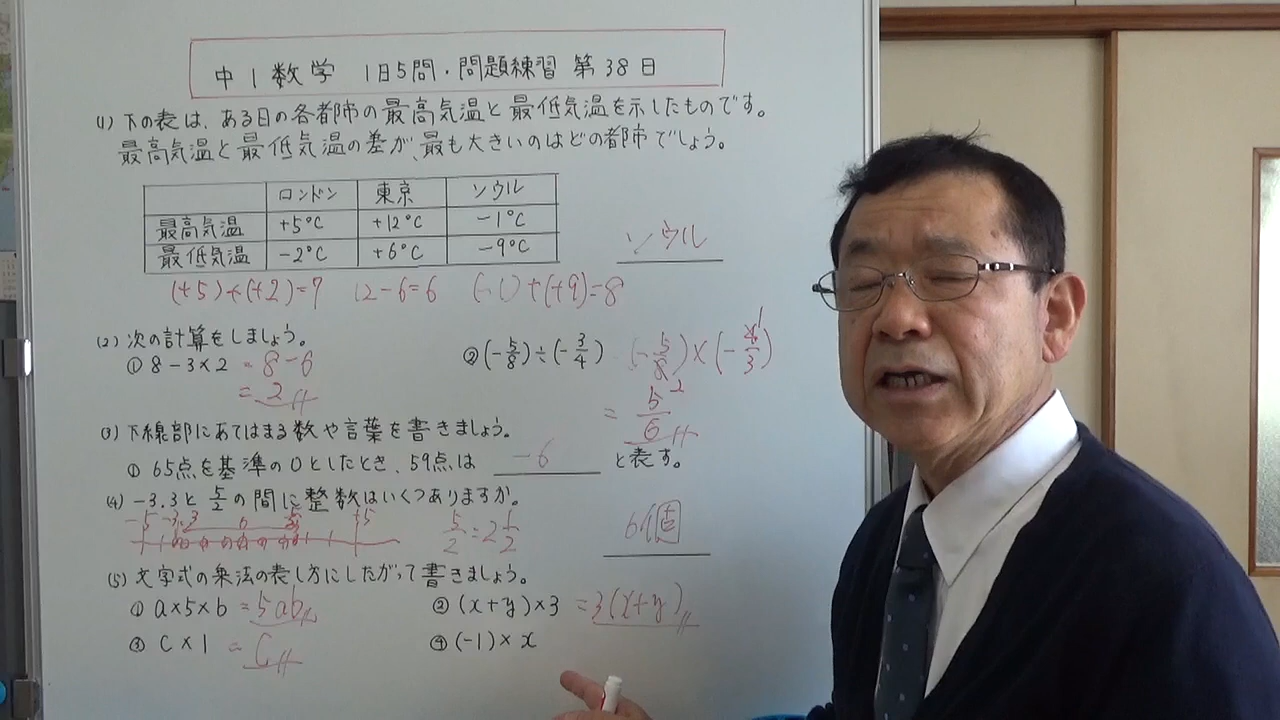 中1数学 1日5問・問題練習 第38日
(1) 下の表は、ある日の各都市の最高気温と最低気温を示したものです。
最高気温と最低気温の差が、最も大きいのはどの都市でしょう。
ロンドン 東京 ソウル
最高気温 +5℃ +12℃ -1℃
最低気温 -2℃ +6℃ -9℃
ソウル
(+5)+(+2)=7 12-6=6 (-1)+(+9)=8
(2) 次の計算をしましょう。
① 8-3×2 =8-6
=2
② (-5/8)÷(-3/4) (-5/8)×(-4/3)
1
2
=5/6
(3) 下線部にあてはまる数や言葉を書きましょう。
① 65点を基準の0としたとき、59点は -6 と表す。
(4) -3.3と5/2の間に整数はいくつありますか。
-5 -3.3 0 +5
5/2=2 1/2
6個
(5) 文字式の乗法の表し方にしたがって書きましょう。
① a×5×b =5ab
② (x+y)×3 =3(x+y)
③ c×1 =c
④ (-1)×x